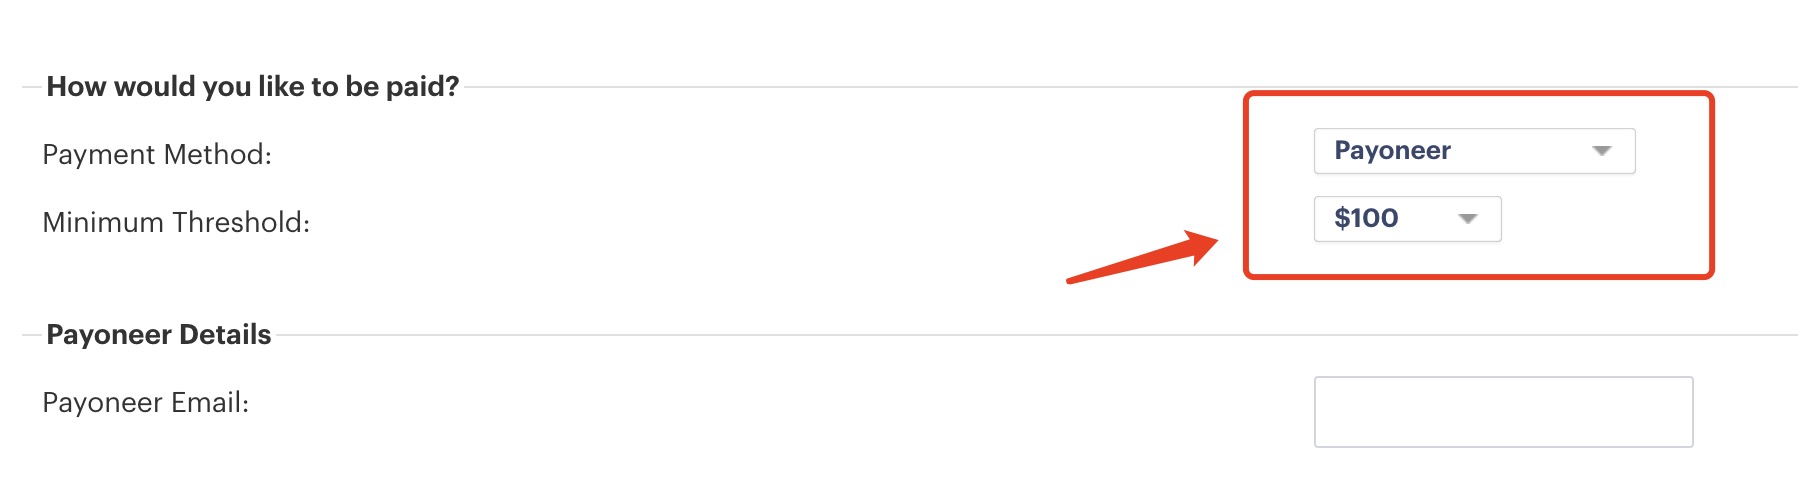 How would you like to be paid?
Payment Method: Payoneer
Minimum Threshold: $100
Payoneer Details
Payoneer Email: